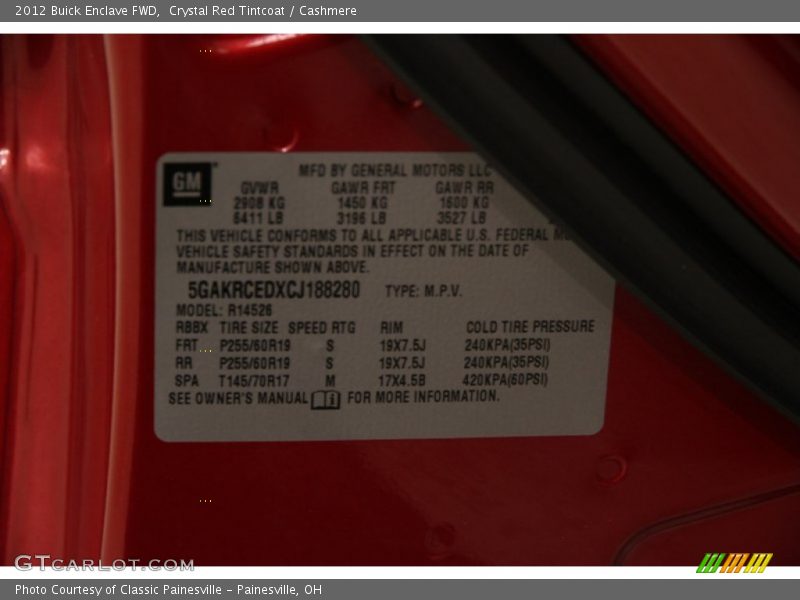 2012 Buick Enclave FWD,  Crystal Red Tintcoat / Cashmere
GM
MFD BY GENERAL MOTORS LLC
GVWR GAWR FRT GAWR RR
2908 KG 1450 KG 1600 KG
6411 LB 3196 LB 3527 LB
THIS VEHICLE CONFORMS TO ALL APPLICABLE U.S. FEDERAL
VEHICLE SAFETY STANDARDS IN EFFECT ON THE DATE OF
MANUFACTURE SHOWN ABOVE.
5GAKRCEDXCJ188280 TYPE: M.P.V.
MODEL: R14526
RBBX TIRE SIZE SPEED RTG RIM COLD TIRE PRESSURE
FRT P255/60R19 S 19X7.5J 240KPA(35PSI)
RR P255/60R19 S 19X7.5J 240KPA(35PSI)
SPA T145/70R17 M 17X4.5B 420KPA(60PSI)
SEE OWNER'S MANUAL FOR MORE INFORMATION.
GTCARLOT.COM
Photo Courtesy of Classic Painesville – Painesville, OH